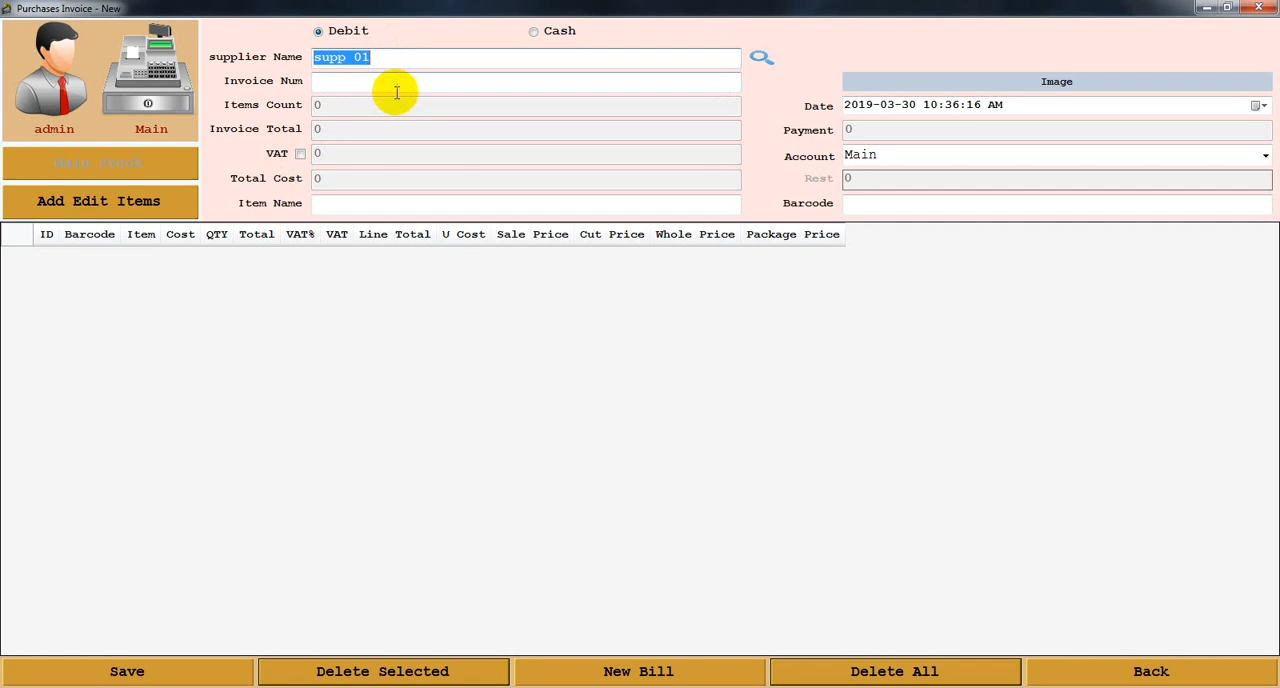 Purchases Invoice - New
Debit
Cash
supplier Name supp 01
Invoice Num
Image
Items Count 0
Date 2019-03-30 10:36:16 AM
Invoice Total 0
Payment 0
admin
Main
VAT 0
Account Main
Main Stock
Total Cost 0
Rest 0
Add Edit Items
Item Name
Barcode
ID Barcode Item Cost QTY Total VAT% VAT Line Total U Cost Sale Price Cut Price Whole Price Package Price
Save
Delete Selected
New Bill
Delete All
Back